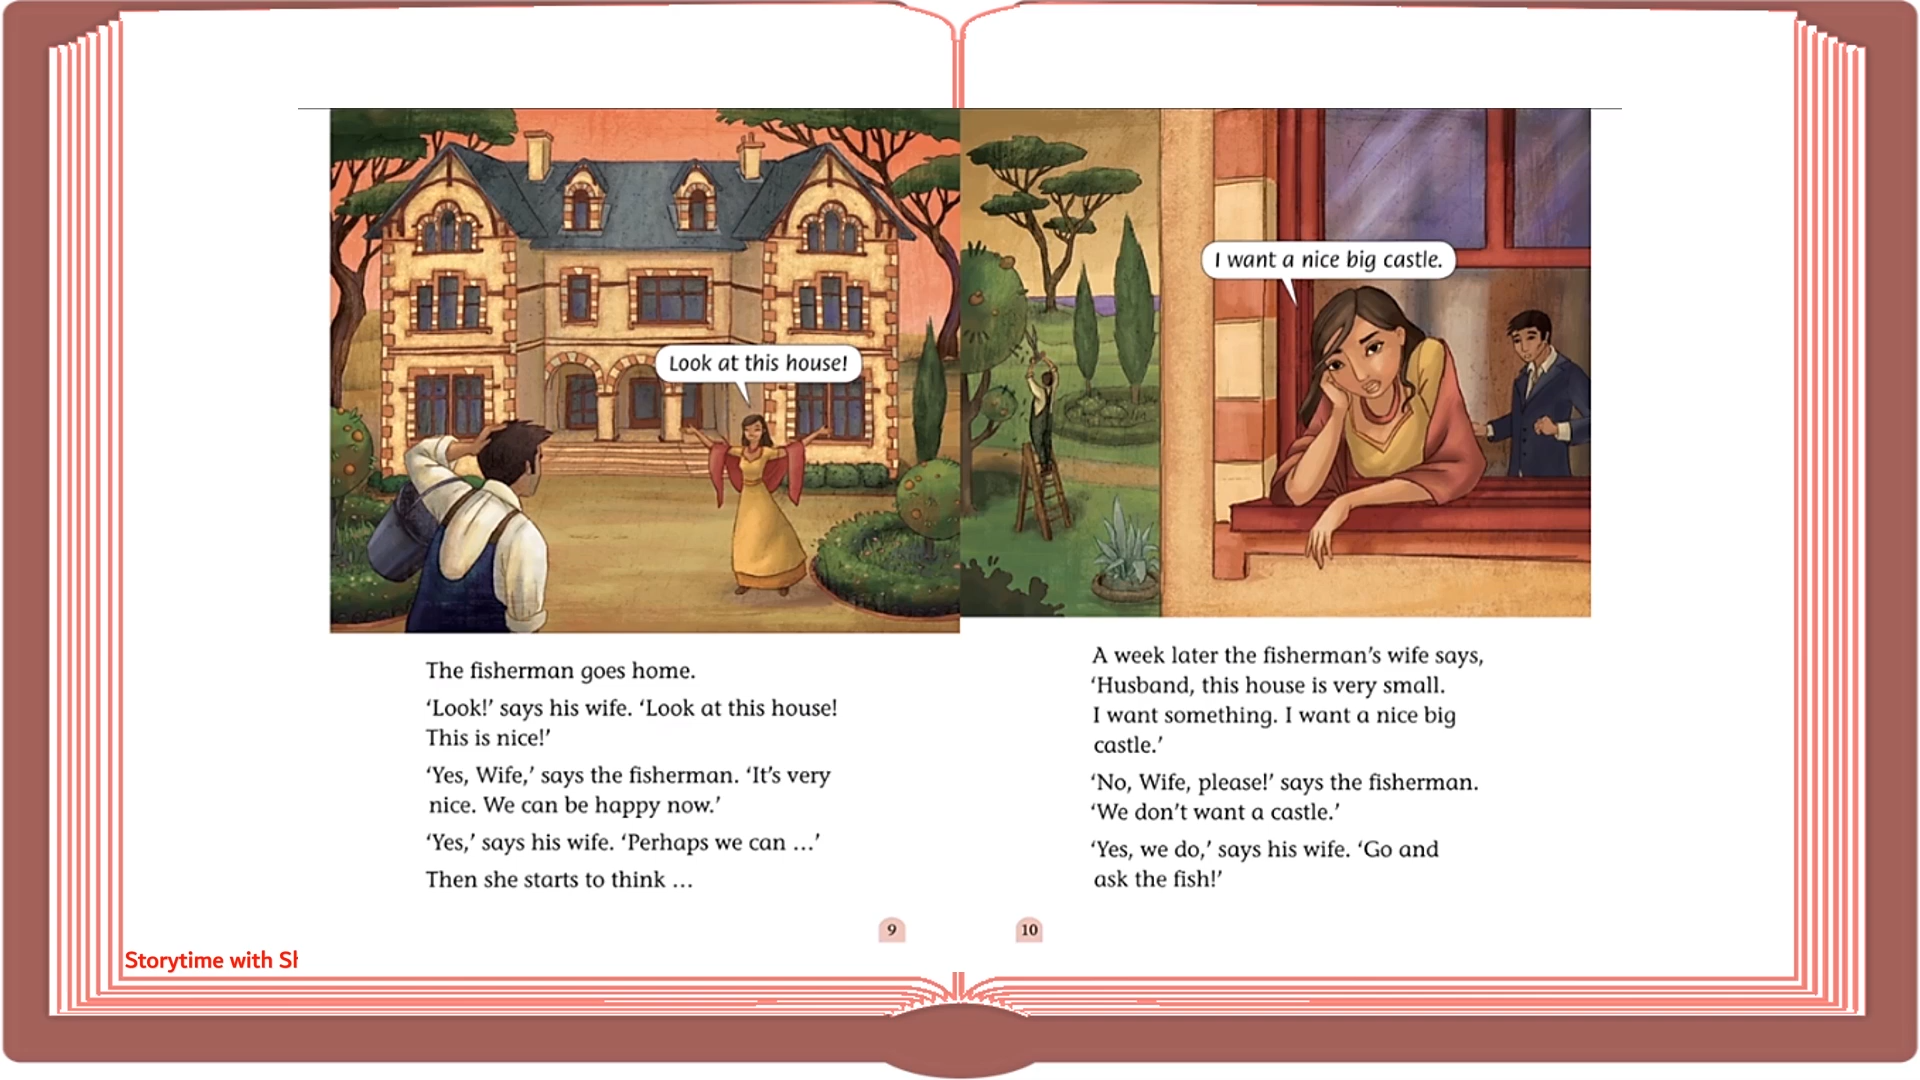 Look at this house!
The fisherman goes home.
‘Look!’ says his wife. ‘Look at this house!
This is nice!’
‘Yes, Wife,’ says the fisherman. ‘It’s very
nice. We can be happy now.’
‘Yes,’ says his wife. ‘Perhaps we can …’
Then she starts to think …
9
I want a nice big castle.
A week later the fisherman’s wife says,
‘Husband, this house is very small.
I want something. I want a nice big
castle.’
‘No, Wife, please!’ says the fisherman.
‘We don’t want a castle.’
‘Yes, we do,’ says his wife. ‘Go and
ask the fish!’
10
Storytime with